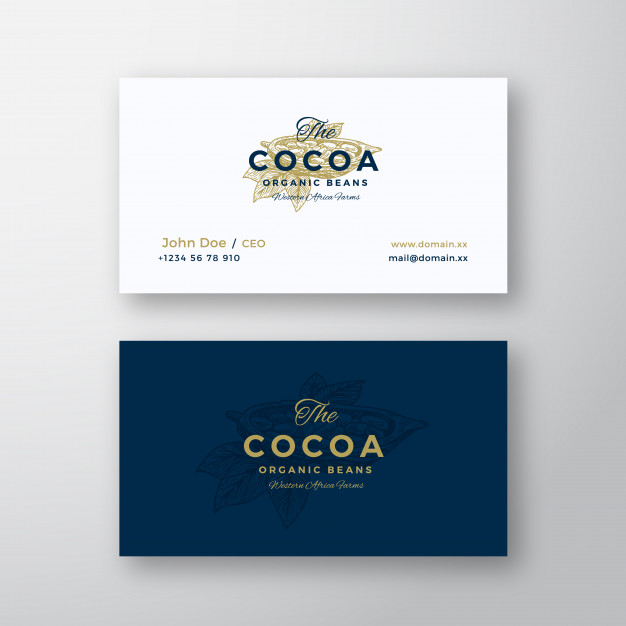 The
COCOA
ORGANIC BEANS
Western Africa Farms
John Doe / CEO
+1234 56 78 910
www.domain.xx
mail@domain.xx
The
COCOA
ORGANIC BEANS
Western Africa Farms